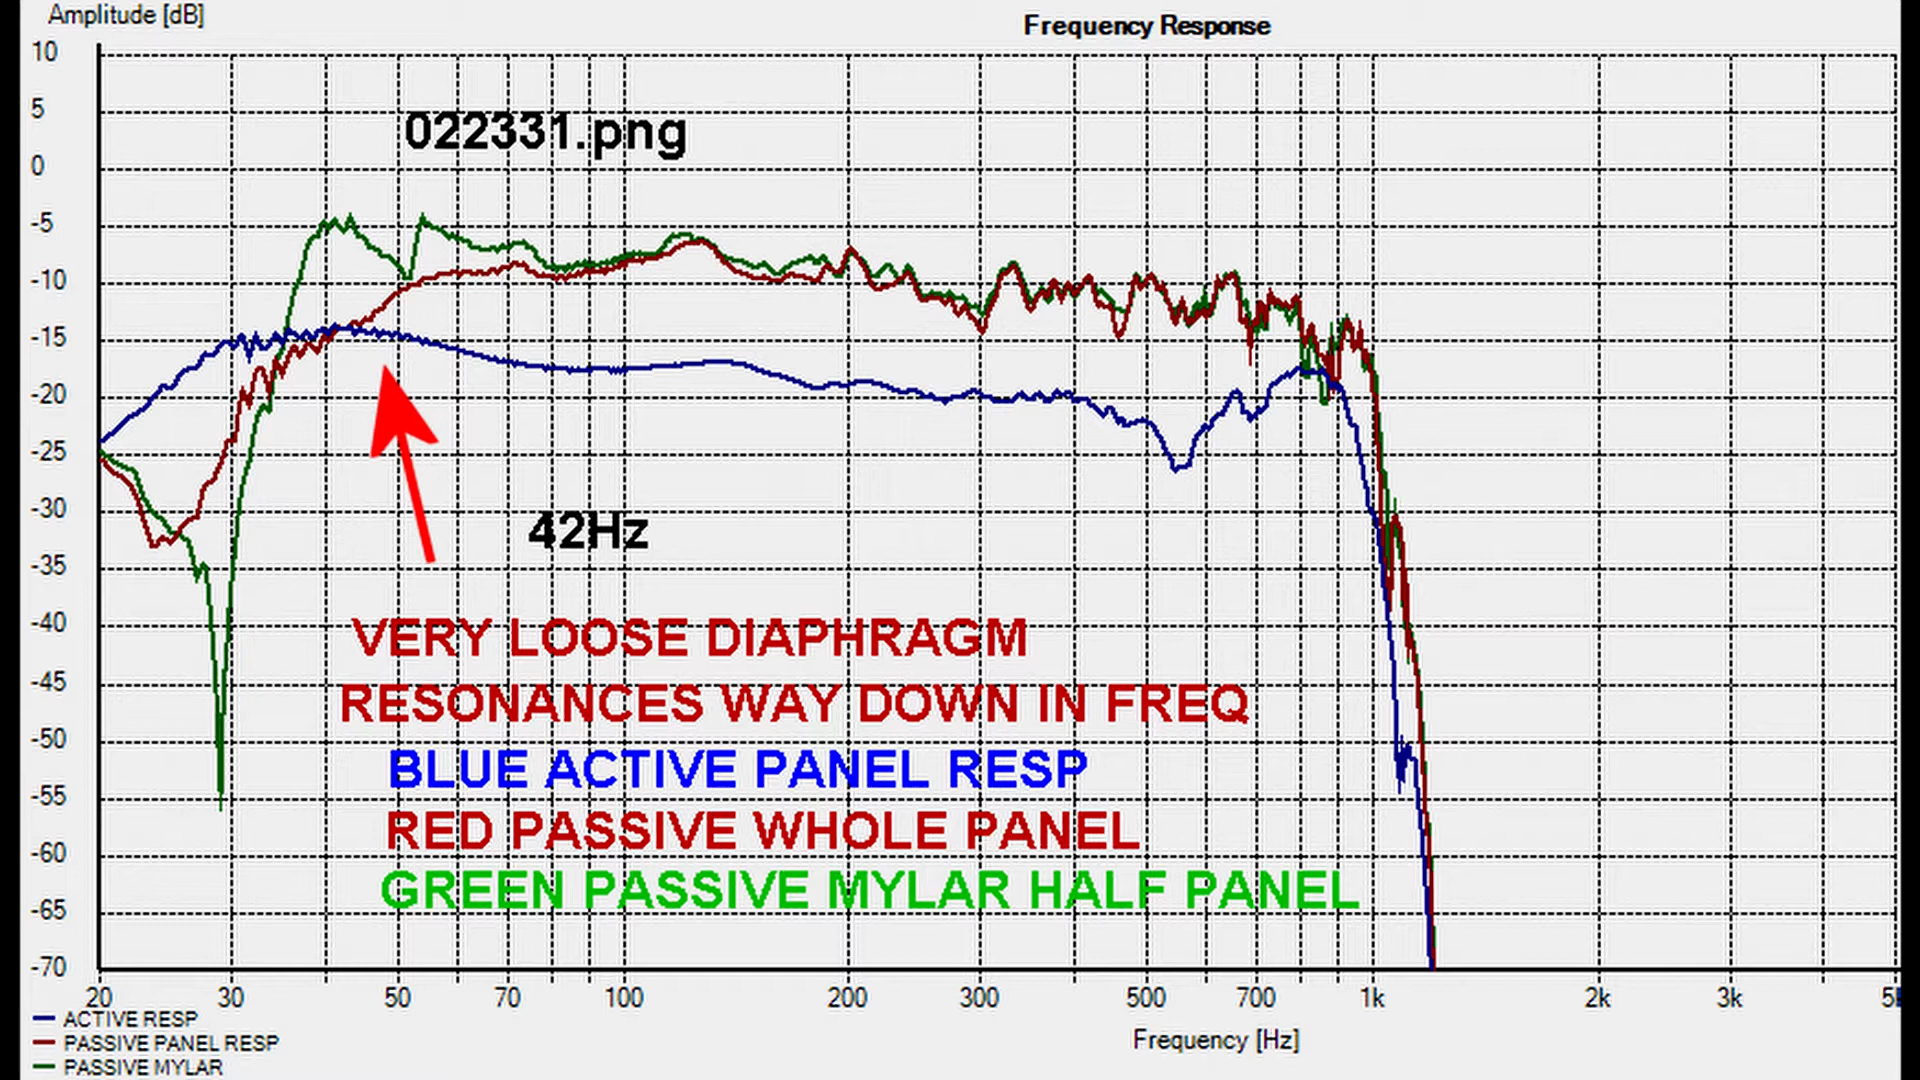 Amplitude [dB]
Frequency Response
10
5
0
-5
-10
-15
-20
-25
-30
-35
-40
-45
-50
-55
-60
-65
-70
022331.png
42Hz
VERY LOOSE DIAPHRAGM
RESONANCES WAY DOWN IN FREQ
BLUE ACTIVE PANEL RESP
RED PASSIVE WHOLE PANEL
GREEN PASSIVE MYLAR HALF PANEL
20 30 50 70 100 200 300 500 700 1k 2k 3k 5k
Frequency [Hz]
ACTIVE RESP
PASSIVE PANEL RESP
PASSIVE MYLAR